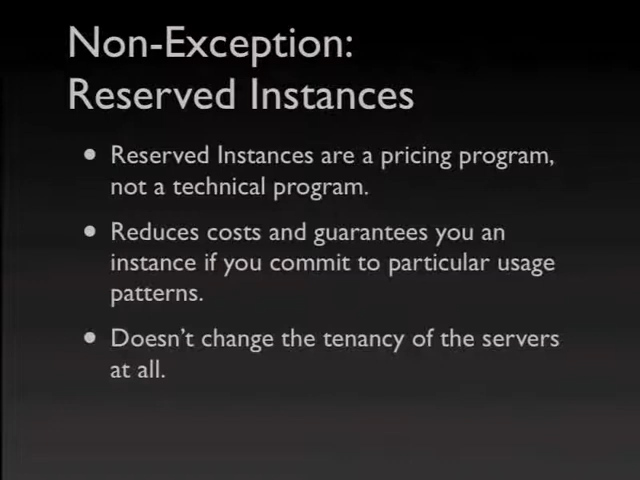 Non-Exception:
Reserved Instances
• Reserved Instances are a pricing program,
not a technical program.
• Reduces costs and guarantees you an
instance if you commit to particular usage
patterns.
• Doesn't change the tenancy of the servers
at all.